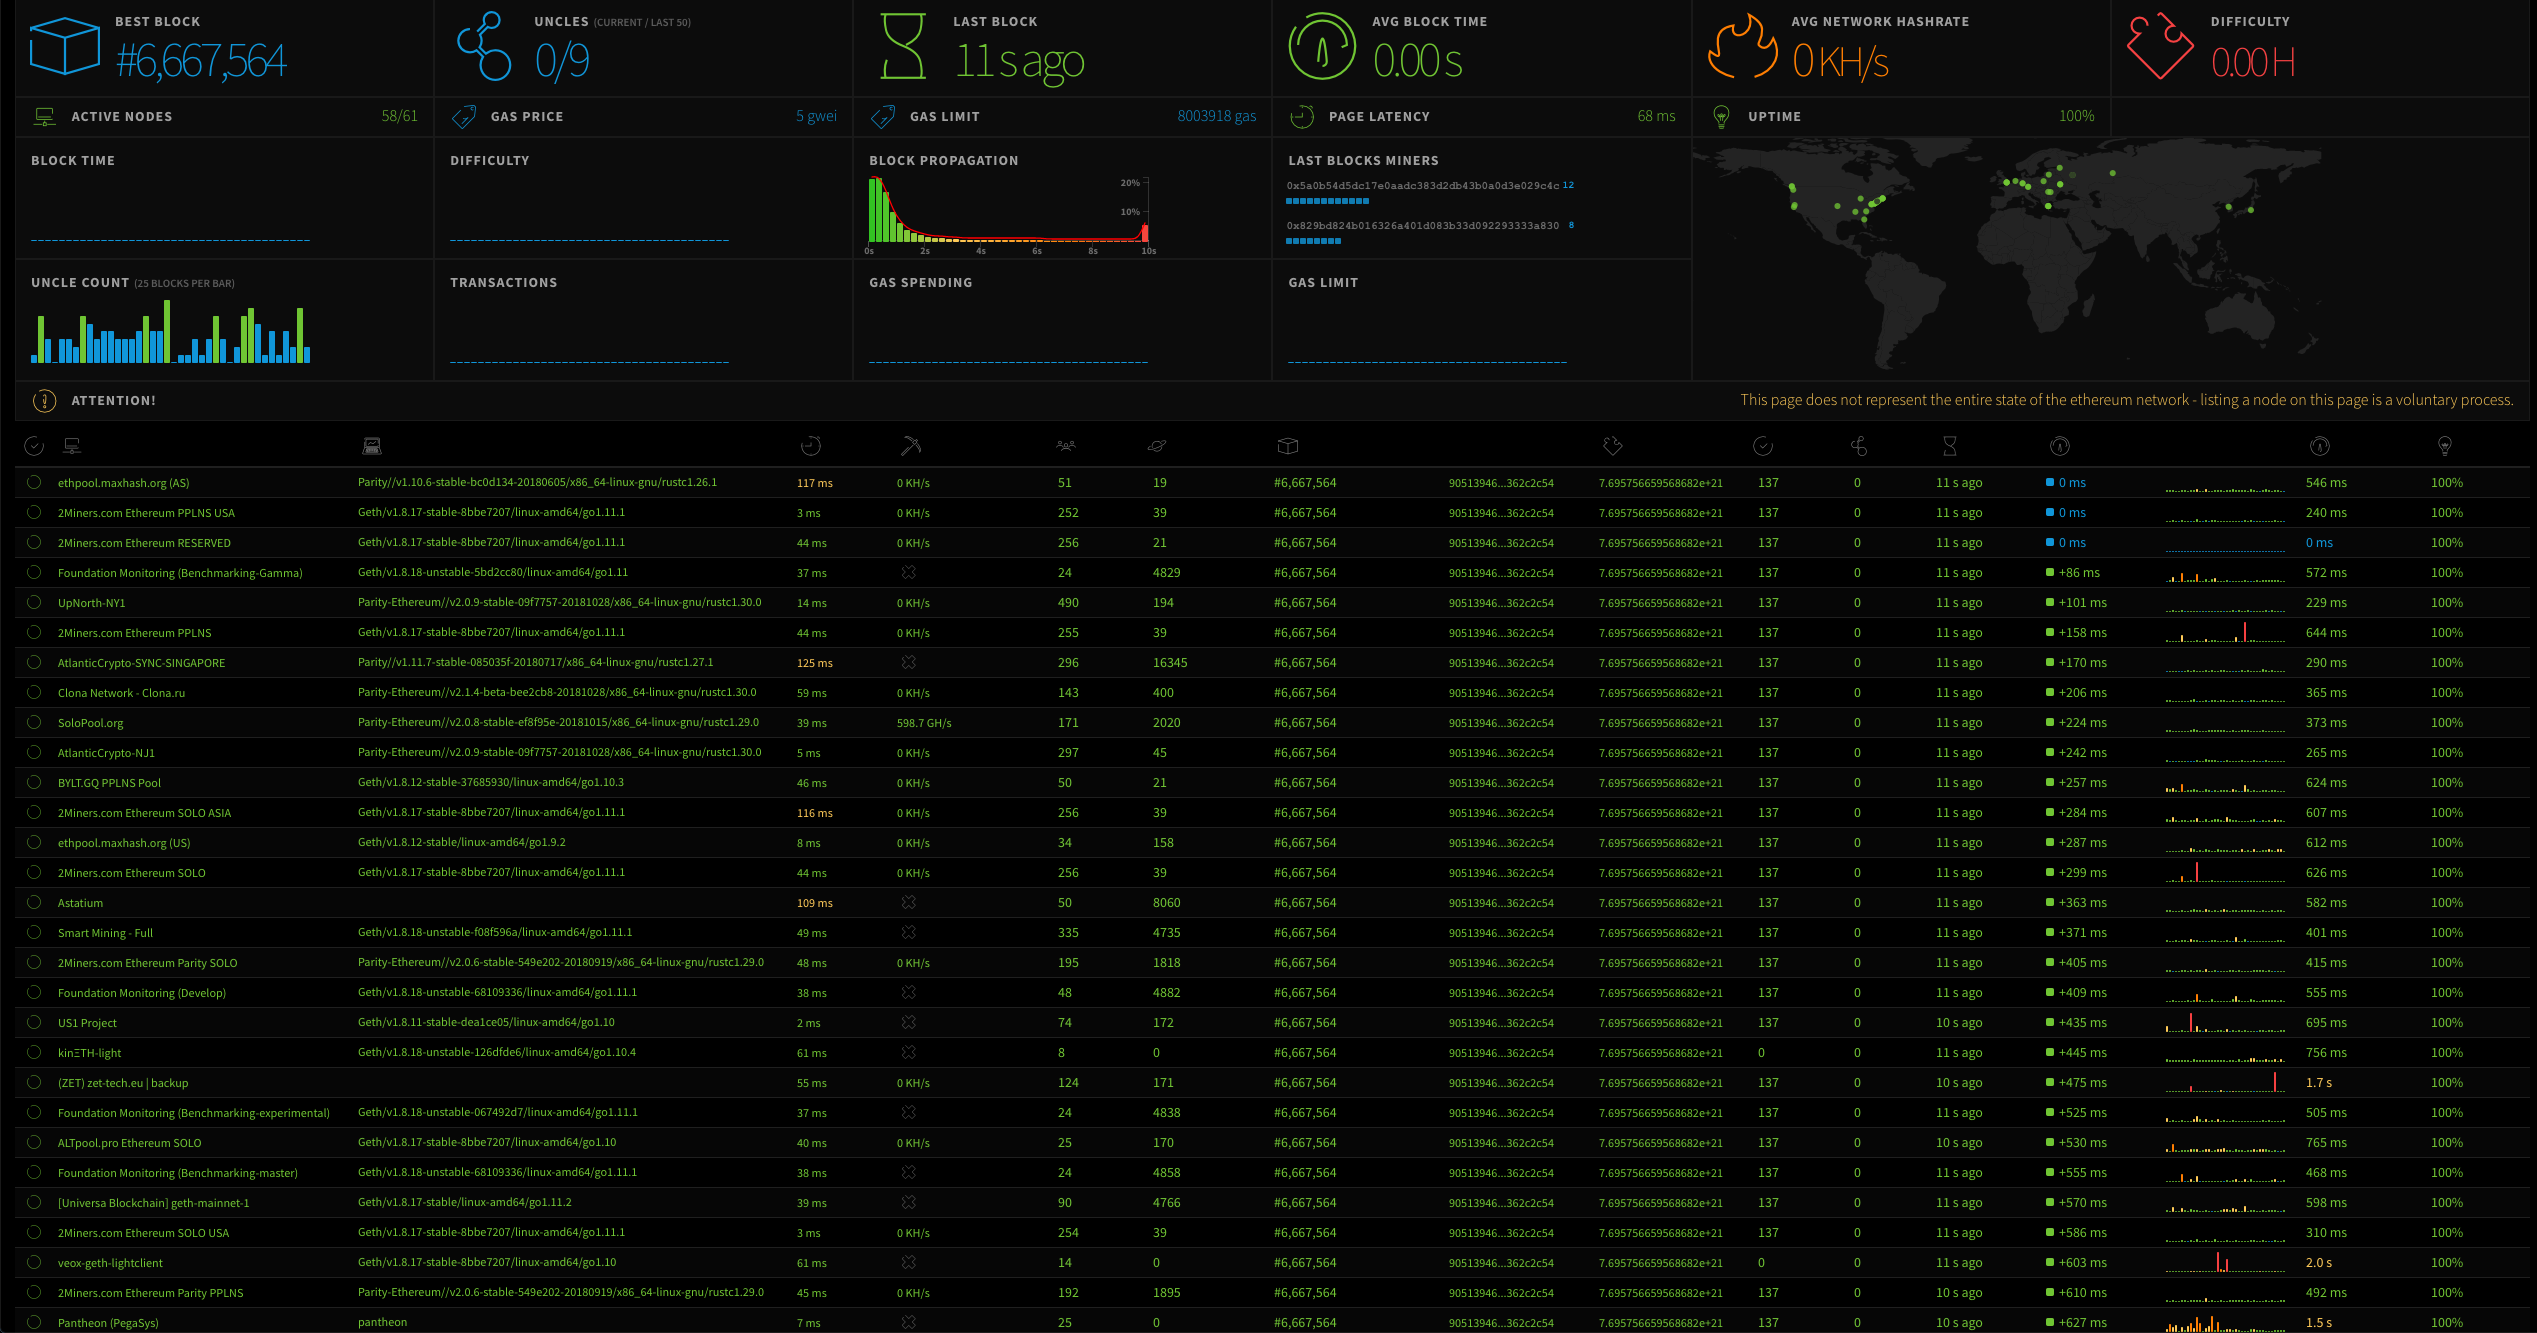 BEST BLOCK
#6,667,564
UNCLES (CURRENT / LAST 50)
0/9
LAST BLOCK
11 s ago
AVG BLOCK TIME
0.00 s
AVG NETWORK HASHRATE
0 KH/s
DIFFICULTY
0.00 H
ACTIVE NODES 58/61
GAS PRICE 5 gwei
GAS LIMIT 8003918 gas
PAGE LATENCY 68 ms
UPTIME 100%
BLOCK TIME
DIFFICULTY
BLOCK PROPAGATION
20%
10%
0s 2s 4s 6s 8s 10s
LAST BLOCKS MINERS
0x5a0b54d5dc17e0aadc383d2db43b0a0d3e029c4c 12
0x829bd824b016326a401d083b33d092293333a830 8
UNCLE COUNT (25 BLOCKS PER BAR)
TRANSACTIONS
GAS SPENDING
GAS LIMIT
ATTENTION! This page does not represent the entire state of the ethereum network - listing a node on this page is a voluntary process.
ethpool.maxhash.org (AS) Parity//v1.10.6-stable-bc0d134-20180605/x86_64-linux-gnu/rustc1.26.1 117 ms 0 KH/s 51 19 #6,667,564 90513946...362c2c54 7.695756659568682e+21 137 0 11 s ago 0 ms 546 ms 100%
2Miners.com Ethereum PPLNS USA Geth/v1.8.17-stable-8bbe7207/linux-amd64/go1.11.1 3 ms 0 KH/s 252 39 #6,667,564 90513946...362c2c54 7.695756659568682e+21 137 0 11 s ago 0 ms 240 ms 100%
2Miners.com Ethereum RESERVED Geth/v1.8.17-stable-8bbe7207/linux-amd64/go1.11.1 44 ms 0 KH/s 256 21 #6,667,564 90513946...362c2c54 7.695756659568682e+21 137 0 11 s ago 0 ms 0 ms 100%
Foundation Monitoring (Benchmarking-Gamma) Geth/v1.8.18-unstable-5bd2cc80/linux-amd64/go1.11 37 ms 24 4829 #6,667,564 90513946...362c2c54 7.695756659568682e+21 137 0 11 s ago +86 ms 572 ms 100%
UpNorth-NY1 Parity-Ethereum//v2.0.9-stable-09f7757-20181028/x86_64-linux-gnu/rustc1.30.0 14 ms 0 KH/s 490 194 #6,667,564 90513946...362c2c54 7.695756659568682e+21 137 0 11 s ago +101 ms 229 ms 100%
2Miners.com Ethereum PPLNS Geth/v1.8.17-stable-8bbe7207/linux-amd64/go1.11.1 44 ms 0 KH/s 255 39 #6,667,564 90513946...362c2c54 7.695756659568682e+21 137 0 11 s ago +158 ms 644 ms 100%
AtlanticCrypto-SYNC-SINGAPORE Parity//v1.11.7-stable-085035f-20180717/x86_64-linux-gnu/rustc1.27.1 125 ms 296 16345 #6,667,564 90513946...362c2c54 7.695756659568682e+21 137 0 11 s ago +170 ms 290 ms 100%
Clona Network - Clona.ru Parity-Ethereum//v2.1.4-beta-bee2cb8-20181028/x86_64-linux-gnu/rustc1.30.0 59 ms 0 KH/s 143 400 #6,667,564 90513946...362c2c54 7.695756659568682e+21 137 0 11 s ago +206 ms 365 ms 100%
SoloPool.org Parity-Ethereum//v2.0.8-stable-ef8f95e-20181015/x86_64-linux-gnu/rustc1.29.0 39 ms 598.7 GH/s 171 2020 #6,667,564 90513946...362c2c54 7.695756659568682e+21 137 0 11 s ago +224 ms 373 ms 100%
AtlanticCrypto-NJ1 Parity-Ethereum//v2.0.9-stable-09f7757-20181028/x86_64-linux-gnu/rustc1.30.0 5 ms 0 KH/s 297 45 #6,667,564 90513946...362c2c54 7.695756659568682e+21 137 0 11 s ago +242 ms 265 ms 100%
BYLT.GQ PPLNS Pool Geth/v1.8.12-stable-37685930/linux-amd64/go1.10.3 46 ms 0 KH/s 50 21 #6,667,564 90513946...362c2c54 7.695756659568682e+21 137 0 11 s ago +257 ms 624 ms 100%
2Miners.com Ethereum SOLO ASIA Geth/v1.8.17-stable-8bbe7207/linux-amd64/go1.11.1 116 ms 0 KH/s 256 39 #6,667,564 90513946...362c2c54 7.695756659568682e+21 137 0 11 s ago +284 ms 607 ms 100%
ethpool.maxhash.org (US) Geth/v1.8.12-stable/linux-amd64/go1.9.2 8 ms 0 KH/s 34 158 #6,667,564 90513946...362c2c54 7.695756659568682e+21 137 0 11 s ago +287 ms 612 ms 100%
2Miners.com Ethereum SOLO Geth/v1.8.17-stable-8bbe7207/linux-amd64/go1.11.1 44 ms 0 KH/s 256 39 #6,667,564 90513946...362c2c54 7.695756659568682e+21 137 0 11 s ago +299 ms 626 ms 100%
Astatium 109 ms 50 8060 #6,667,564 90513946...362c2c54 7.695756659568682e+21 137 0 11 s ago +363 ms 582 ms 100%
Smart Mining - Full Geth/v1.8.18-unstable-f08f596a/linux-amd64/go1.11.1 49 ms 335 4735 #6,667,564 90513946...362c2c54 7.695756659568682e+21 137 0 11 s ago +371 ms 401 ms 100%
2Miners.com Ethereum Parity SOLO Parity-Ethereum//v2.0.6-stable-549e202-20180919/x86_64-linux-gnu/rustc1.29.0 48 ms 0 KH/s 195 1818 #6,667,564 90513946...362c2c54 7.695756659568682e+21 137 0 11 s ago +405 ms 415 ms 100%
Foundation Monitoring (Develop) Geth/v1.8.18-unstable-68109336/linux-amd64/go1.11.1 38 ms 48 4882 #6,667,564 90513946...362c2c54 7.695756659568682e+21 137 0 11 s ago +409 ms 555 ms 100%
US1 Project Geth/v1.8.11-stable-dea1ce05/linux-amd64/go1.10 2 ms 74 172 #6,667,564 90513946...362c2c54 7.695756659568682e+21 137 0 10 s ago +435 ms 695 ms 100%
kinΞTH-light Geth/v1.8.18-unstable-126dfde6/linux-amd64/go1.10.4 61 ms 8 0 #6,667,564 90513946...362c2c54 7.695756659568682e+21 0 0 11 s ago +445 ms 756 ms 100%
(ZET) zet-tech.eu | backup 55 ms 0 KH/s 124 171 #6,667,564 90513946...362c2c54 7.695756659568682e+21 137 0 10 s ago +475 ms 1.7 s 100%
Foundation Monitoring (Benchmarking-experimental) Geth/v1.8.18-unstable-067492d7/linux-amd64/go1.11.1 37 ms 24 4838 #6,667,564 90513946...362c2c54 7.695756659568682e+21 137 0 11 s ago +525 ms 505 ms 100%
ALTpool.pro Ethereum SOLO Geth/v1.8.17-stable-8bbe7207/linux-amd64/go1.10 40 ms 0 KH/s 25 170 #6,667,564 90513946...362c2c54 7.695756659568682e+21 137 0 10 s ago +530 ms 765 ms 100%
Foundation Monitoring (Benchmarking-master) Geth/v1.8.18-unstable-68109336/linux-amd64/go1.11.1 38 ms 24 4858 #6,667,564 90513946...362c2c54 7.695756659568682e+21 137 0 11 s ago +555 ms 468 ms 100%
[Universa Blockchain] geth-mainnet-1 Geth/v1.8.17-stable/linux-amd64/go1.11.2 39 ms 90 4766 #6,667,564 90513946...362c2c54 7.695756659568682e+21 137 0 11 s ago +570 ms 598 ms 100%
2Miners.com Ethereum SOLO USA Geth/v1.8.17-stable-8bbe7207/linux-amd64/go1.11.1 3 ms 0 KH/s 254 39 #6,667,564 90513946...362c2c54 7.695756659568682e+21 137 0 11 s ago +586 ms 310 ms 100%
veox-geth-lightclient Geth/v1.8.17-stable-8bbe7207/linux-amd64/go1.10 61 ms 14 0 #6,667,564 90513946...362c2c54 7.695756659568682e+21 0 0 11 s ago +603 ms 2.0 s 100%
2Miners.com Ethereum Parity PPLNS Parity-Ethereum//v2.0.6-stable-549e202-20180919/x86_64-linux-gnu/rustc1.29.0 45 ms 0 KH/s 192 1895 #6,667,564 90513946...362c2c54 7.695756659568682e+21 137 0 10 s ago +610 ms 492 ms 100%
Pantheon (PegaSys) pantheon 7 ms 25 0 #6,667,564 90513946...362c2c54 7.695756659568682e+21 137 0 10 s ago +627 ms 1.5 s 100%